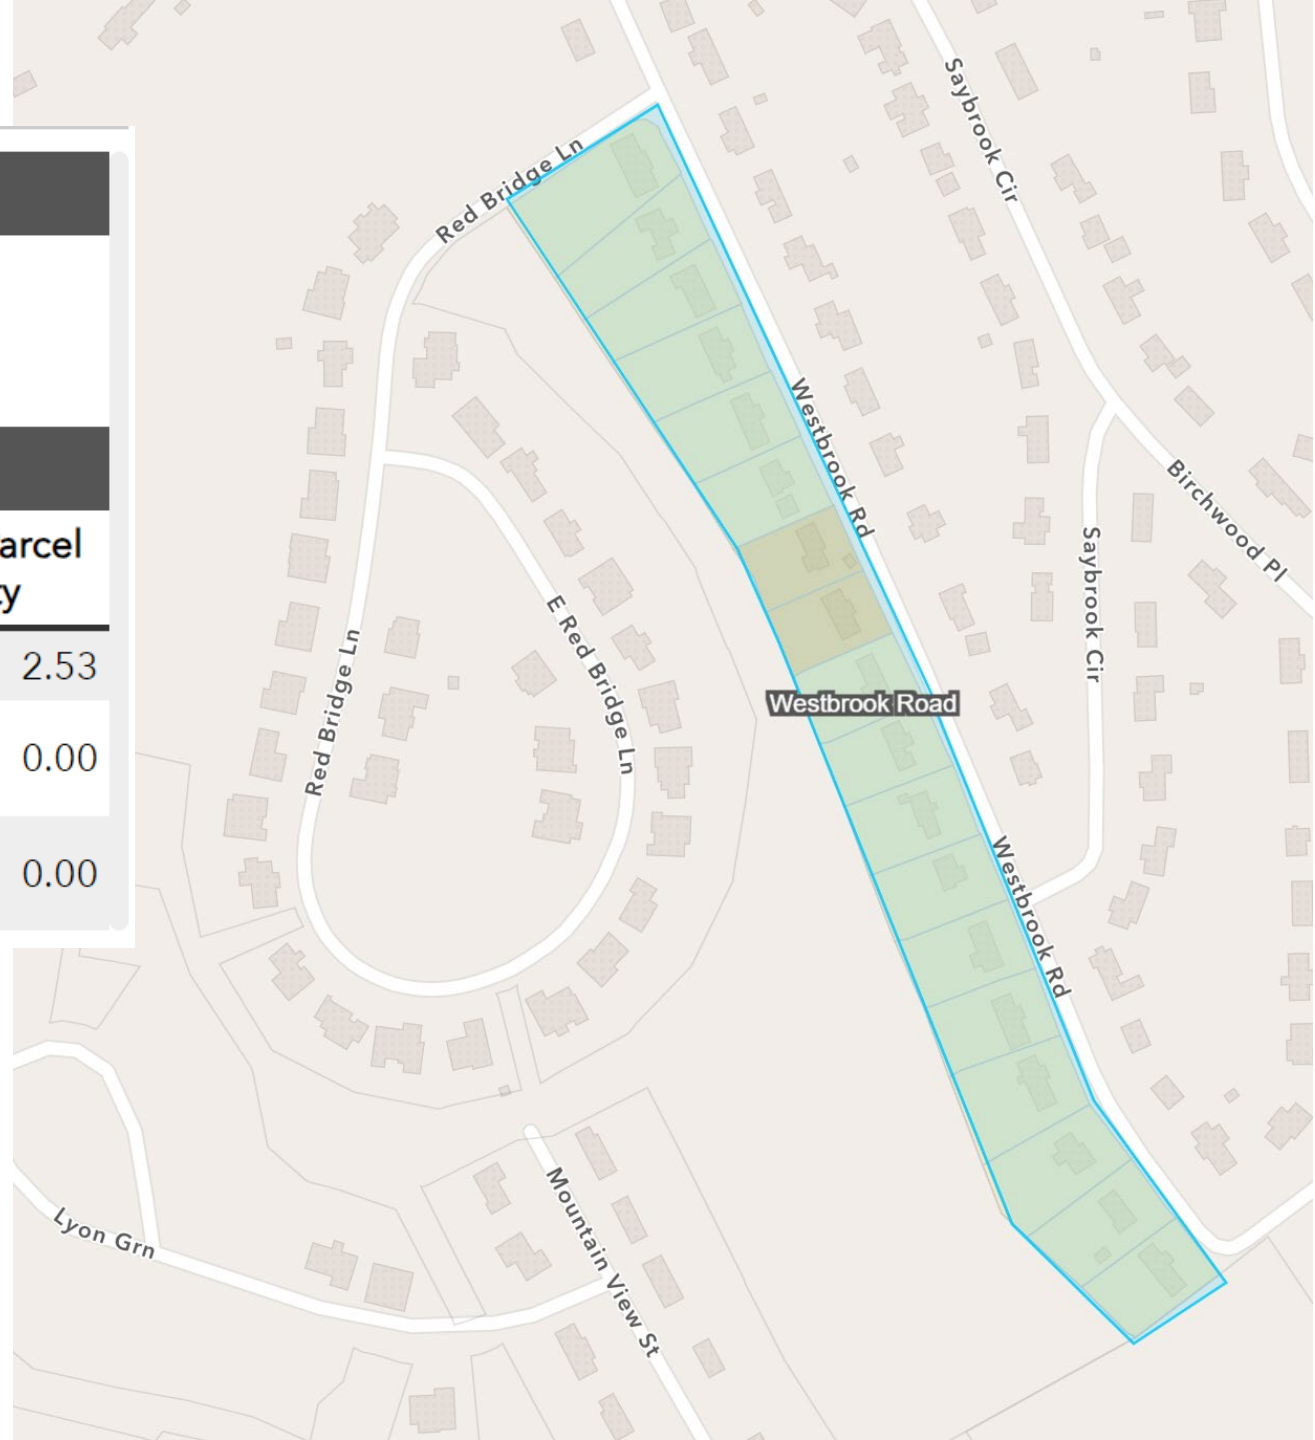 Saybrook Cir
Red Bridge Ln
Westbrook Rd
Birchwood Pl
arcel
ty
2.53
0.00
0.00
Saybrook Cir
E Red Bridge Ln
Red Bridge Ln
Westbrook Road
Westbrook Rd
Lyon Grn
Mountain View St